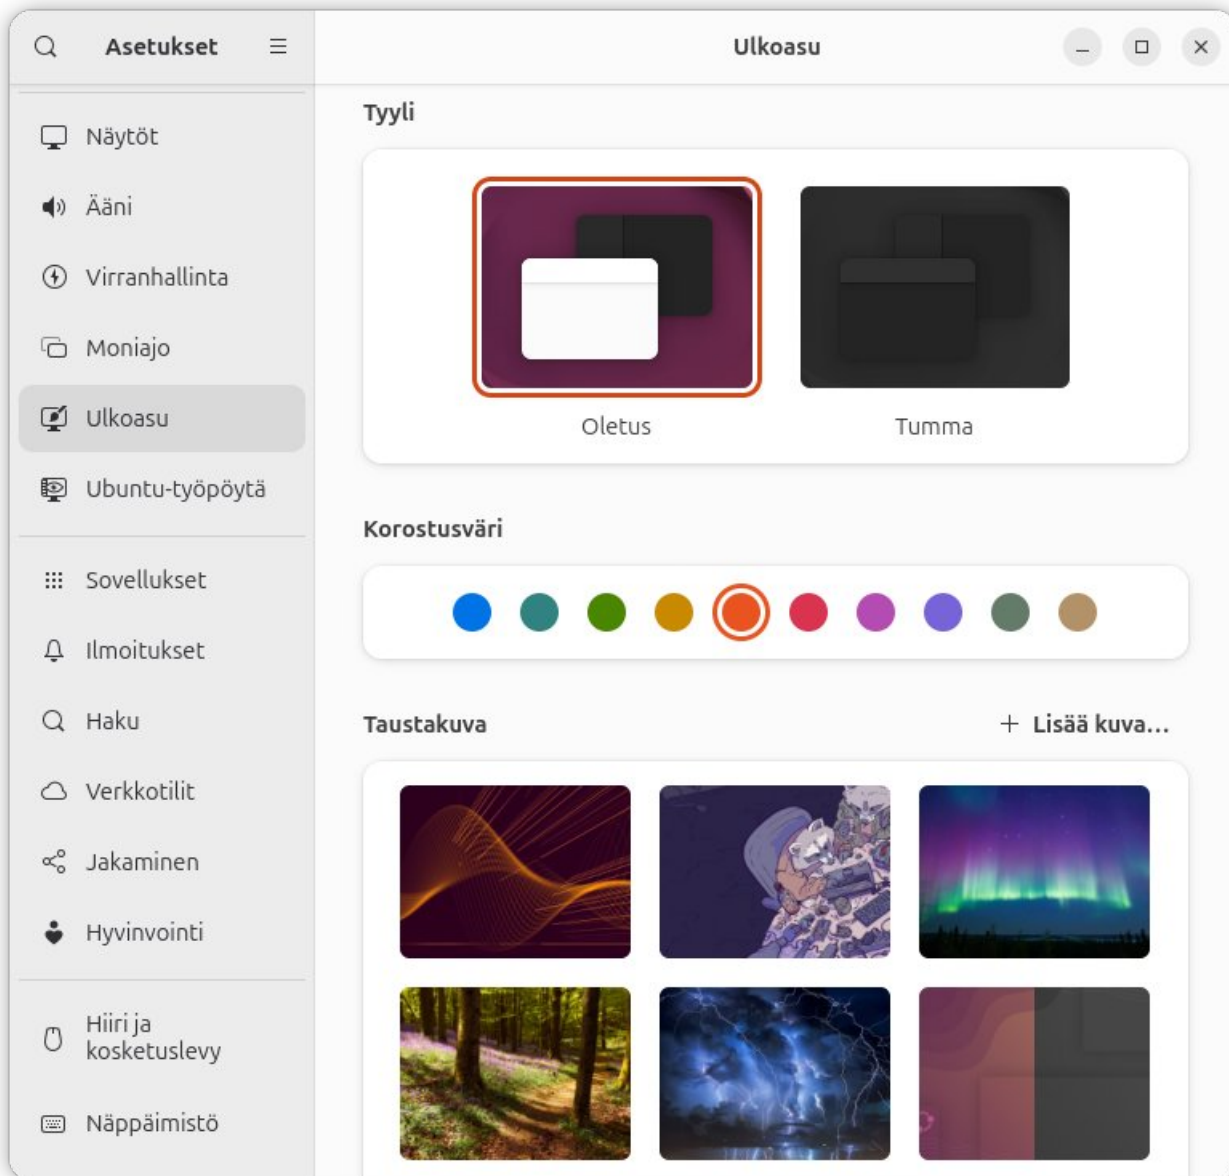 Asetukset
Ulkoasu
Näytöt
Ääni
Virranhallinta
Moniajo
Ulkoasu
Ubuntu-työpöytä
Sovellukset
Ilmoitukset
Haku
Verkkotilit
Jakaminen
Hyvinvointi
Hiiri ja
kosketuslevy
Näppäimistö
Tyyli
Oletus
Tumma
Korostusväri
Taustakuva
+ Lisää kuva...